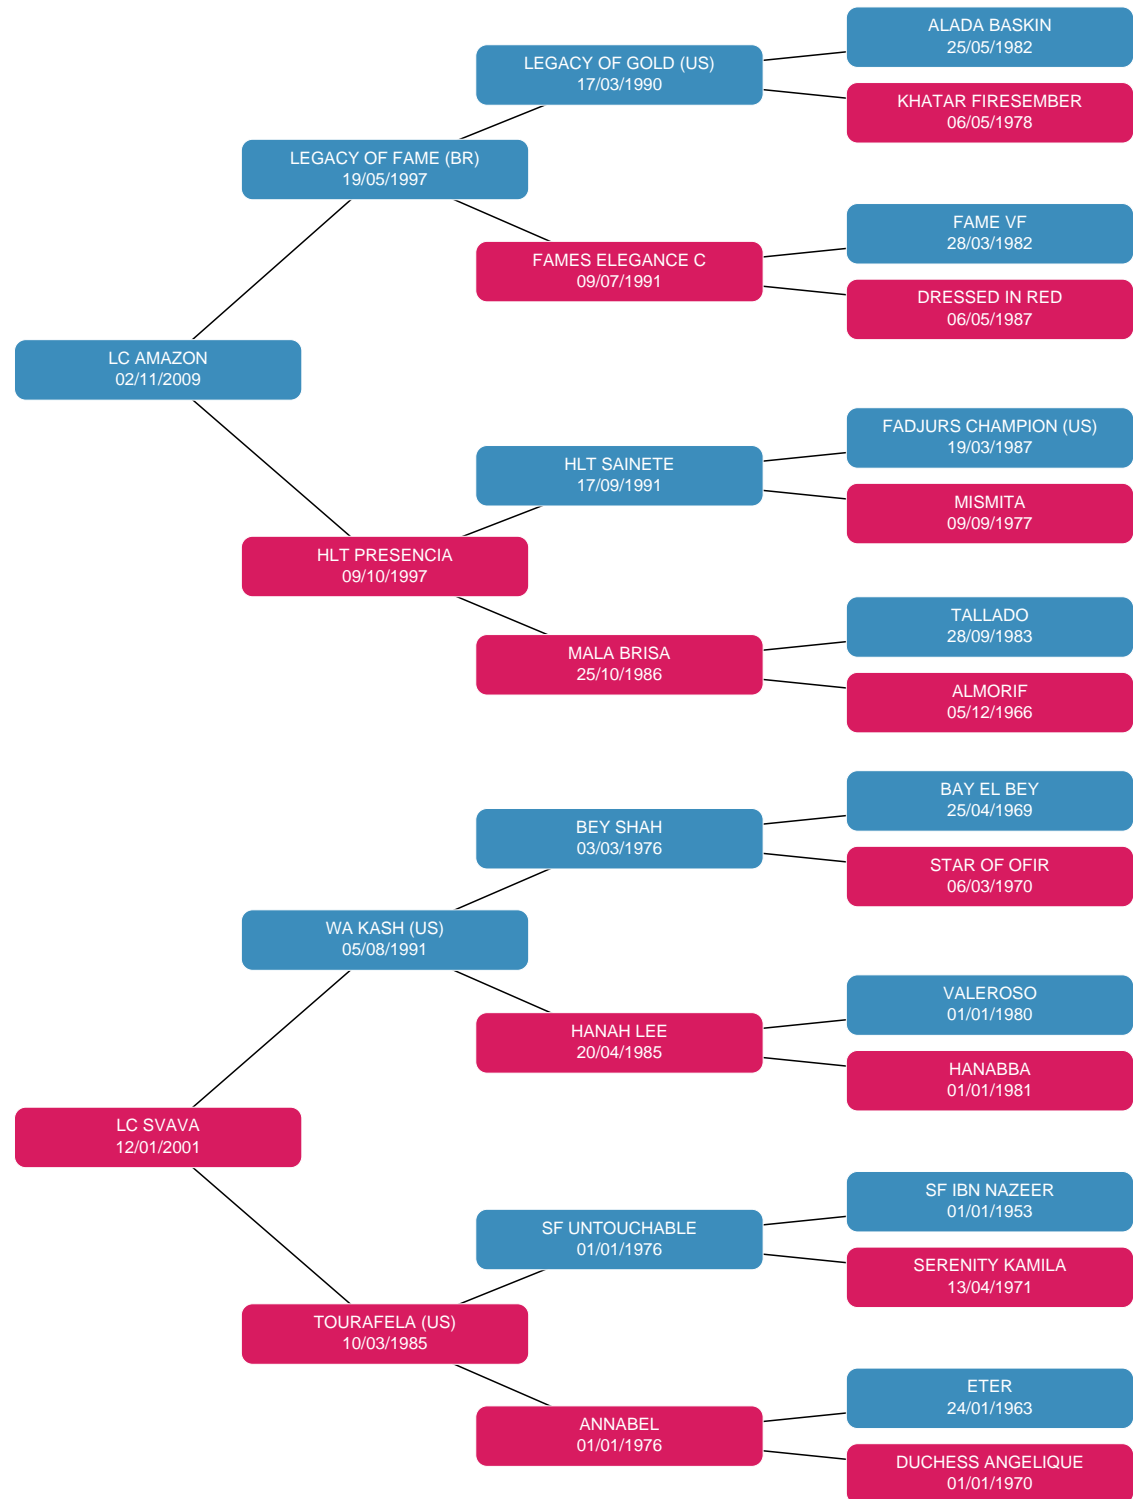 ALADA BASKIN
25/05/1982
LEGACY OF GOLD (US)
17/03/1990
KHATAR FIRESEMBER
06/05/1978
LEGACY OF FAME (BR)
19/05/1997
FAME VF
28/03/1982
FAMES ELEGANCE C
09/07/1991
DRESSED IN RED
06/05/1987
LC AMAZON
02/11/2009
FADJURS CHAMPION (US)
19/03/1987
HLT SAINETE
17/09/1991
MISMITA
09/09/1977
HLT PRESENCIA
09/10/1997
TALLADO
28/09/1983
MALA BRISA
25/10/1986
ALMORIF
05/12/1966
BAY EL BEY
25/04/1969
BEY SHAH
03/03/1976
STAR OF OFIR
06/03/1970
WA KASH (US)
05/08/1991
VALEROSO
01/01/1980
HANAH LEE
20/04/1985
HANABBA
01/01/1981
LC SVAVA
12/01/2001
SF IBN NAZEER
01/01/1953
SF UNTOUCHABLE
01/01/1976
SERENITY KAMILA
13/04/1971
TOURAFELA (US)
10/03/1985
ETER
24/01/1963
ANNABEL
01/01/1976
DUCHESS ANGELIQUE
01/01/1970